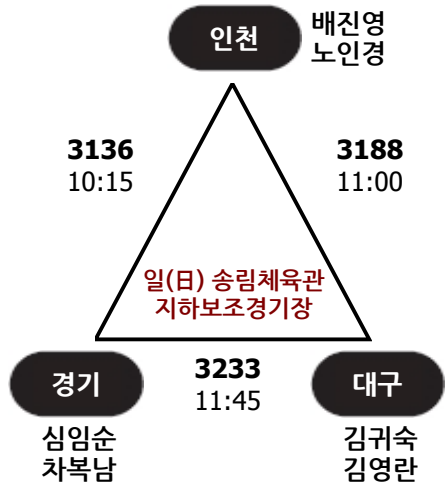 인천
배진영
노인경
3136
10:15
3188
11:00
일(日) 송림체육관
지하보조경기장
경기
3233
11:45
대구
심임순
차복남
김귀숙
김영란